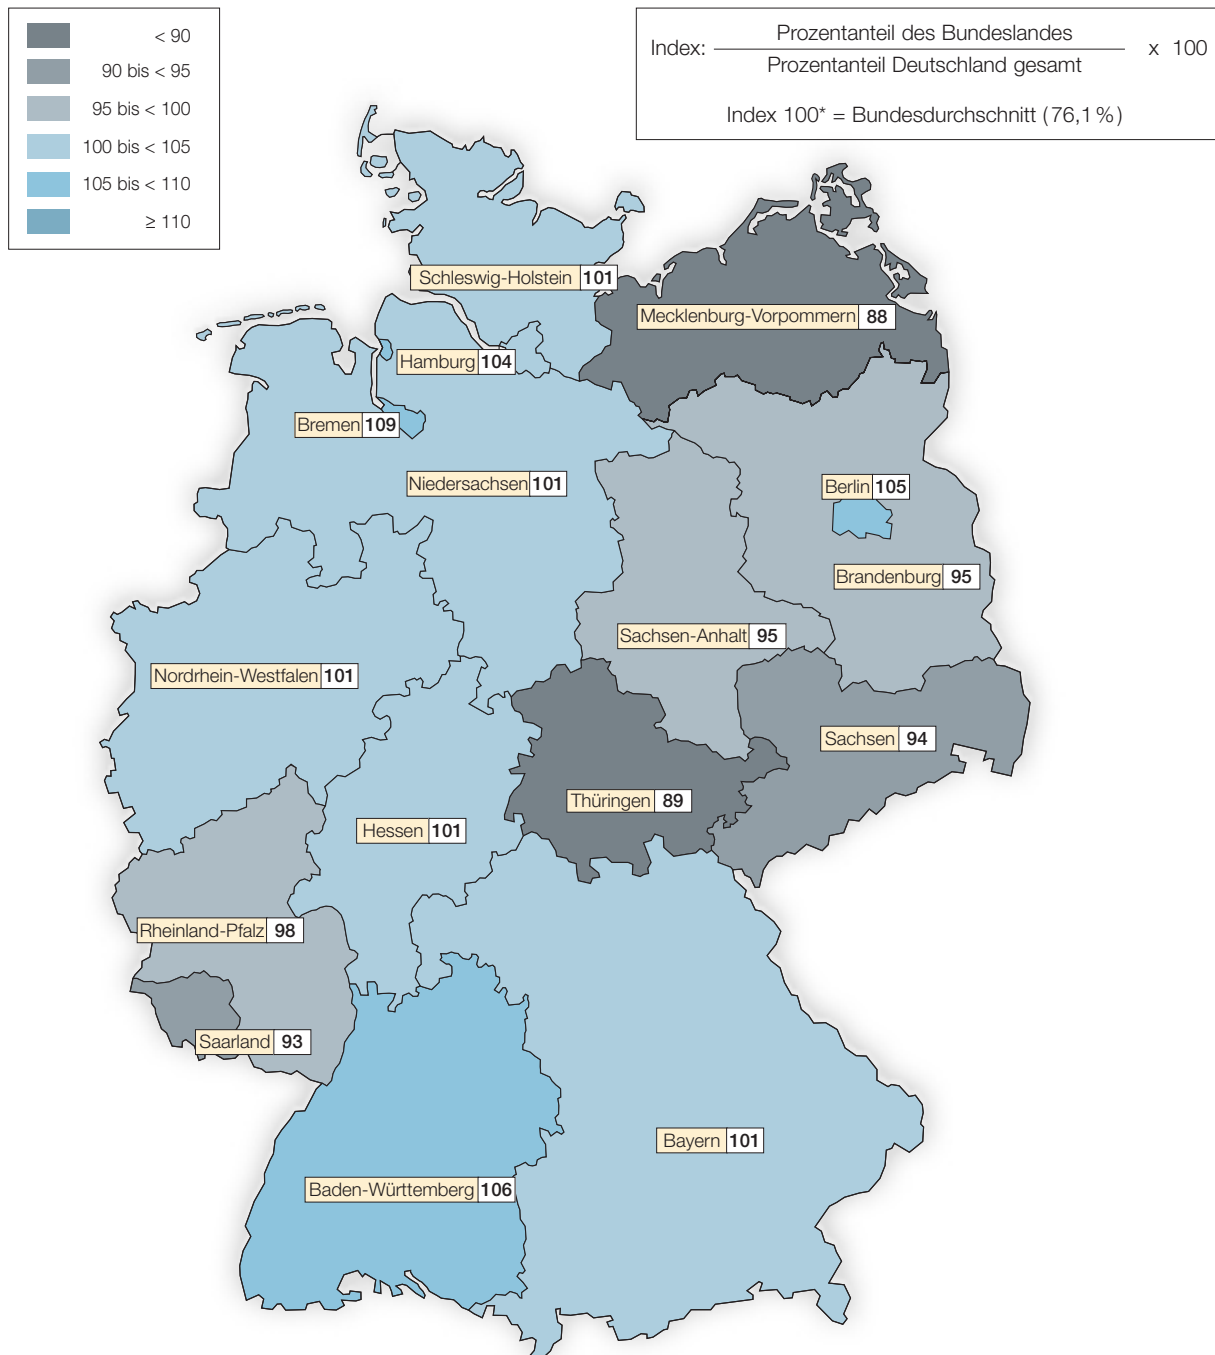 < 90
90 bis < 95
95 bis < 100
100 bis < 105
105 bis < 110
≥ 110
Prozentanteil des Bundeslandes
Index: x 100
Prozentanteil Deutschland gesamt
Index 100* = Bundesdurchschnitt (76,1 %)
Schleswig-Holstein 101
Mecklenburg-Vorpommern 88
Hamburg 104
Bremen 109
Niedersachsen 101
Berlin 105
Brandenburg 95
Sachsen-Anhalt 95
Nordrhein-Westfalen 101
Sachsen 94
Thüringen 89
Hessen 101
Rheinland-Pfalz 98
Saarland 93
Bayern 101
Baden-Württemberg 106